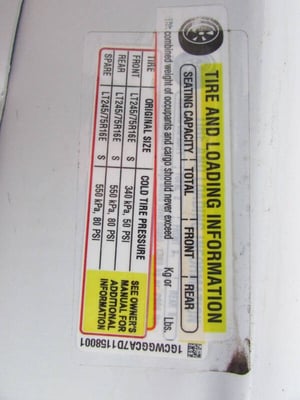 TIRE AND LOADING INFORMATION
SEATING CAPACITY TOTAL FRONT REAR
The combined weight of occupants and cargo should never exceed Kg or Lbs.
TIRE ORIGINAL SIZE COLD TIRE PRESSURE
FRONT LT245/75R16E S 340 kPa, 50 PSI
REAR LT245/75R16E S 550 kPa, 80 PSI
SPARE LT245/75R16E S 550 kPa, 80 PSI
SEE OWNER'S
MANUAL FOR
ADDITIONAL
INFORMATION
1GCWGGCA7D1158001